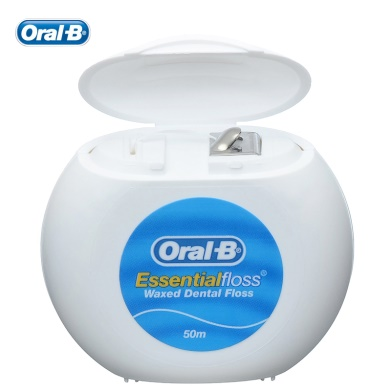 Oral-B
Oral-B
Essentialfloss®
Waxed Dental Floss
50m